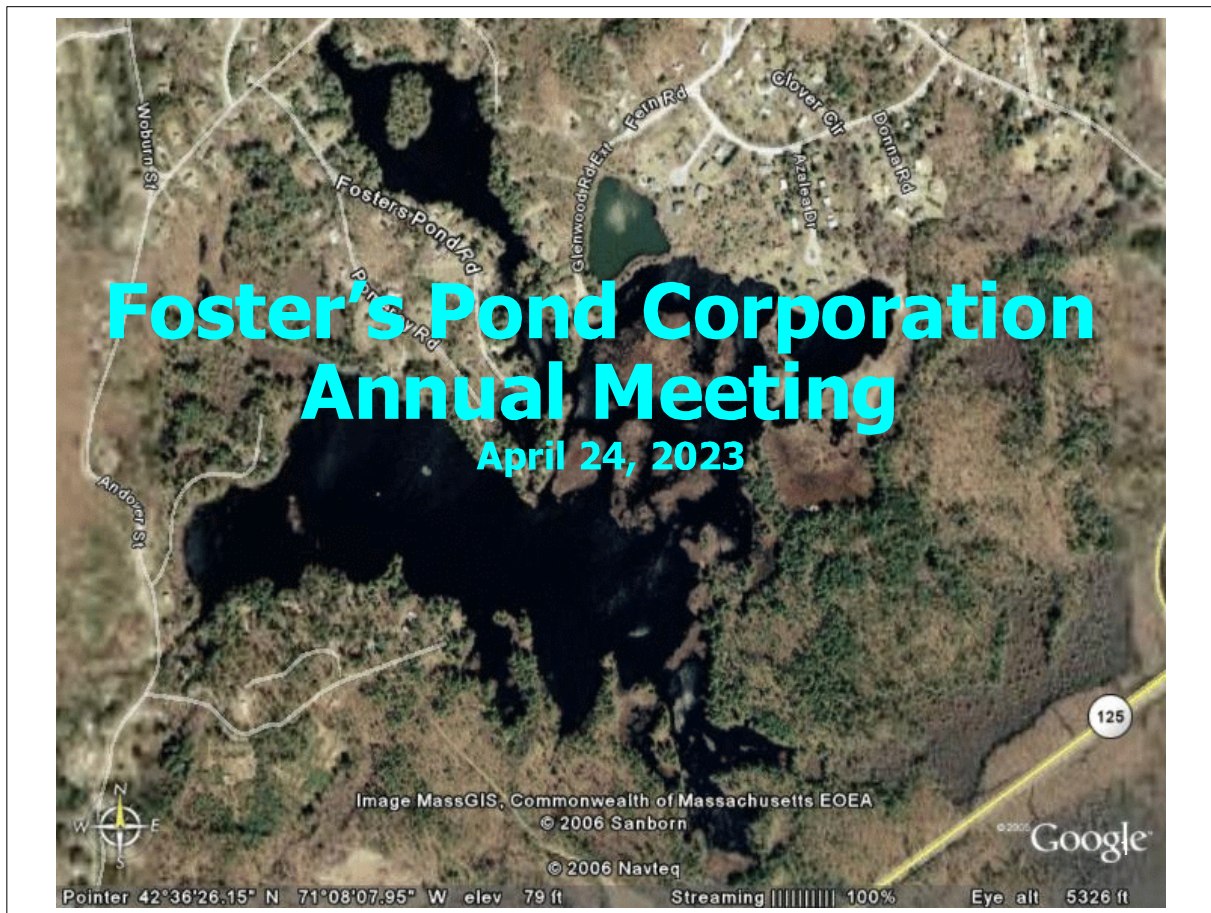 Woburn St
Fern Rd
Clover Cir
Donna Rd
Azalea Dr
Glenwood Rd Ext
Fosters Pond Rd
Foster's Pond Corporation
Annual Meeting
April 24, 2023
Andover St
125
N
W E
S
Image MassGIS, Commonwealth of Massachusetts EOEA
© 2006 Sanborn
© 2005 Google
© 2006 Navteq
Pointer 42°36'26.15" N 71°08'07.95" W elev 79 ft Streaming |||||||||| 100% Eye alt 5326 ft